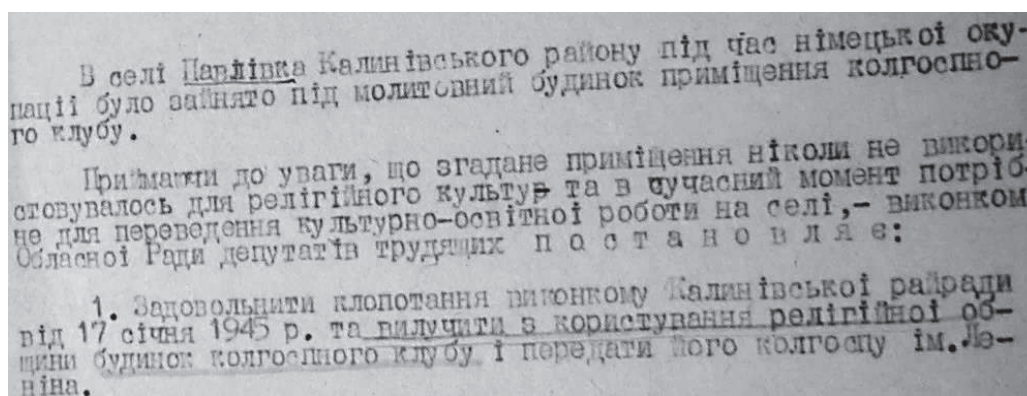 В селі Павлівка Калинівського району під час німецької оку-
пації було зайнято під молитовний будинок приміщення колгоспно-
го клубу.
Приймаючи до уваги, що згадане приміщення ніколи не викори-
стовувалось для релігійного культу та в сучасний момент потріб-
не для переведення культурно-освітної роботи на селі,- виконком
Обласної Ради депутатів трудящих п о с т а н о в л я є:
1. Задовольнити клопотання виконкому Калинівської райради
від 17 січня 1945 р. та вилучити з користування релігійної об-
щини будинок колгоспного клубу і передати його колгоспу ім.Ле-
ніна.